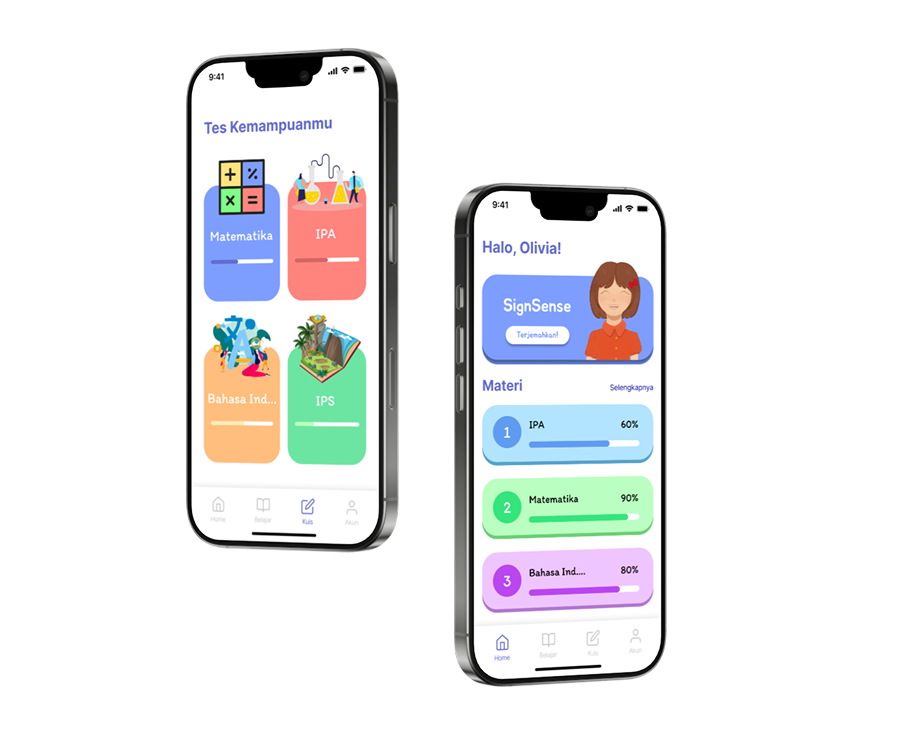 9:41
Tes Kemampuanmu
+ %
× =
Matematika
IPA
Bahasa Ind...
IPS
Home
Belajar
Kuis
Akun
9:41
Halo, Olivia!
SignSense
Terjemahkan!
Materi
Selengkapnya
1
IPA
60%
2
Matematika
90%
3
Bahasa Ind....
80%
Home
Belajar
Kuis
Akun